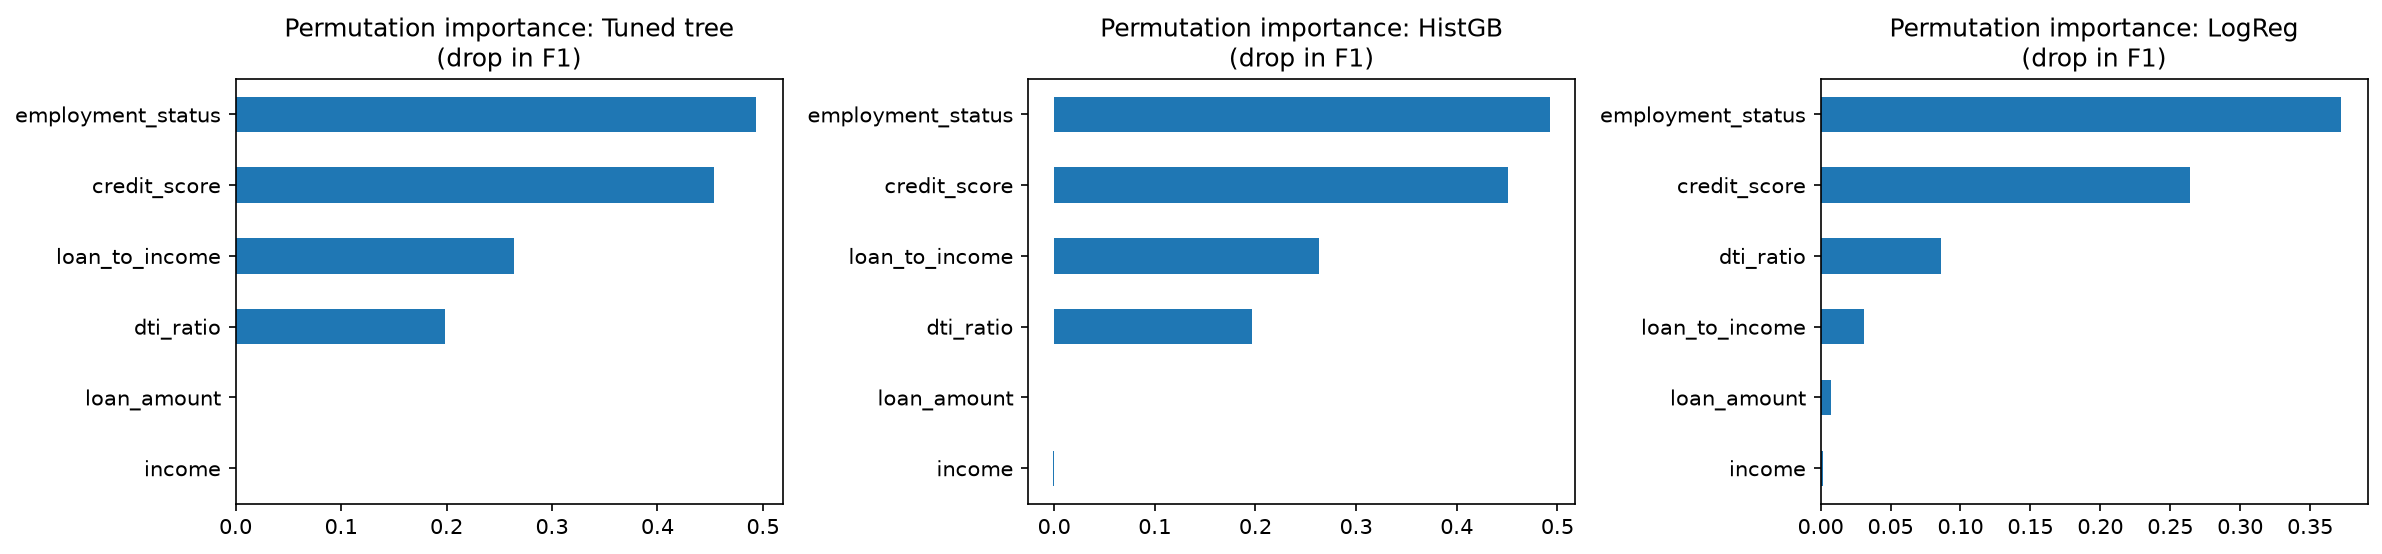 Permutation importance: Tuned tree
(drop in F1)
employment_status
credit_score
loan_to_income
dti_ratio
loan_amount
income
0.0 0.1 0.2 0.3 0.4 0.5
Permutation importance: HistGB
(drop in F1)
employment_status
credit_score
loan_to_income
dti_ratio
loan_amount
income
0.0 0.1 0.2 0.3 0.4 0.5
Permutation importance: LogReg
(drop in F1)
employment_status
credit_score
dti_ratio
loan_to_income
loan_amount
income
0.00 0.05 0.10 0.15 0.20 0.25 0.30 0.35